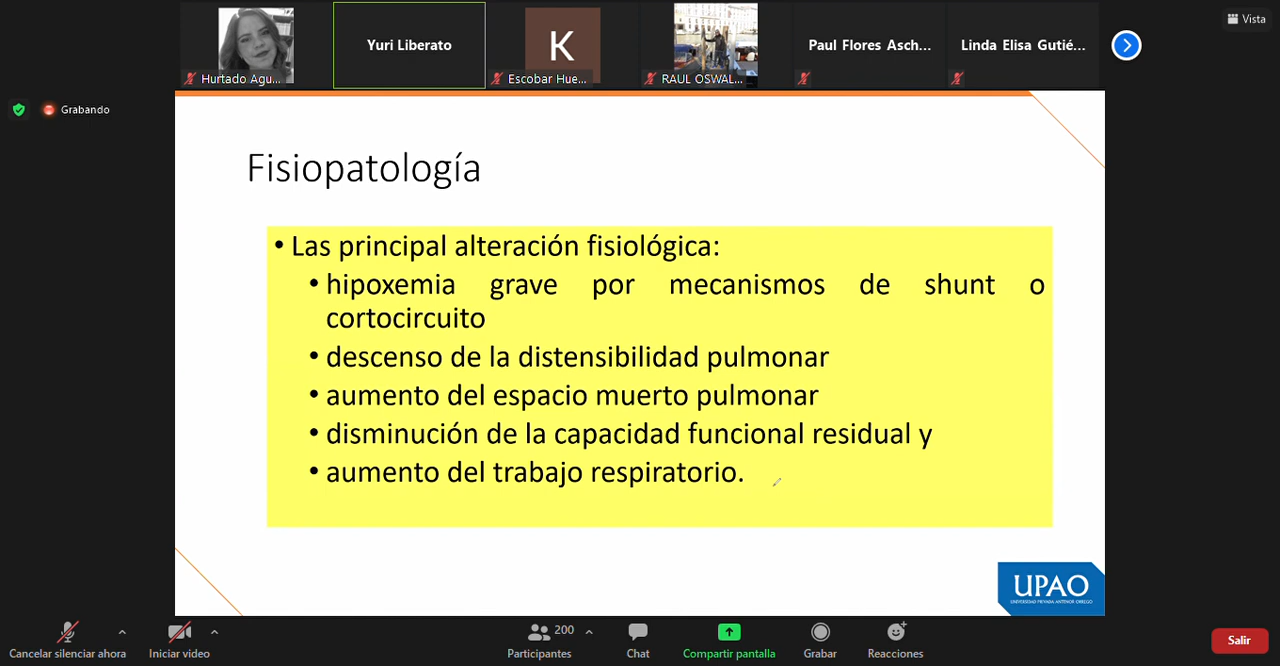 Vista
Yuri Liberato
K
Paul Flores Asch...
Linda Elisa Gutié...
Hurtado Agu...
Escobar Hue...
RAUL OSWAL...
Grabando
Fisiopatología
• Las principal alteración fisiológica:
• hipoxemia grave por mecanismos de shunt o
cortocircuito
• descenso de la distensibilidad pulmonar
• aumento del espacio muerto pulmonar
• disminución de la capacidad funcional residual y
• aumento del trabajo respiratorio.
UPAO
UNIVERSIDAD PRIVADA ANTENOR ORREGO
200
Cancelar silenciar ahora
Iniciar video
Participantes
Chat
Compartir pantalla
Grabar
Reacciones
Salir